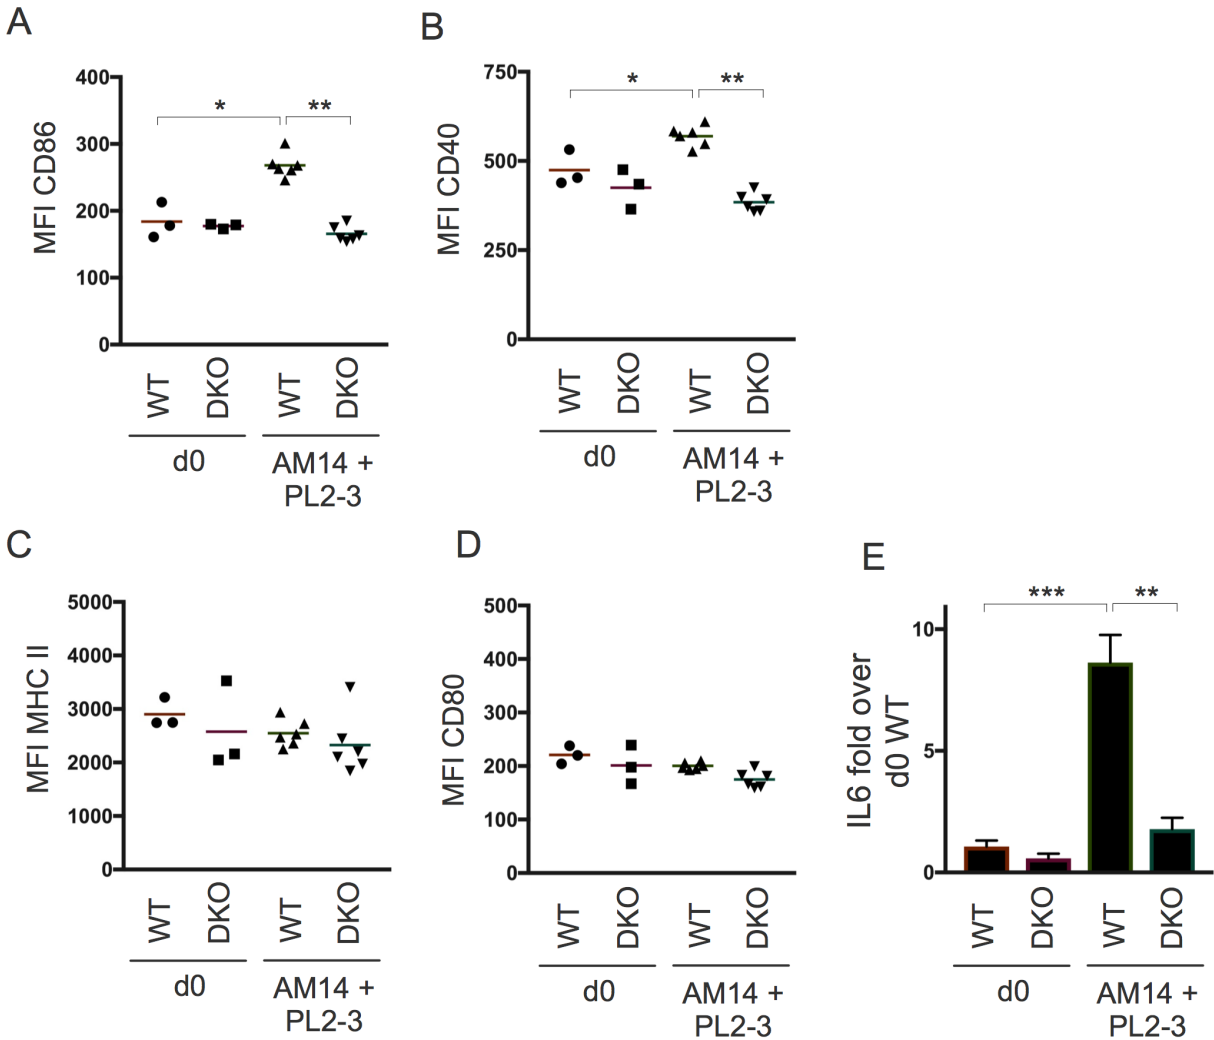 A
MFI CD86
400
300
200
100
0
*
**
WT
DKO
WT
DKO
d0
AM14 +
PL2-3
B
MFI CD40
750
500
250
0
*
**
WT
DKO
WT
DKO
d0
AM14 +
PL2-3
C
MFI MHC II
5000
4000
3000
2000
1000
0
WT
DKO
WT
DKO
d0
AM14 +
PL2-3
D
MFI CD80
500
400
300
200
100
0
WT
DKO
WT
DKO
d0
AM14 +
PL2-3
E
IL6 fold over
d0 WT
10
5
0
***
**
WT
DKO
WT
DKO
d0
AM14 +
PL2-3